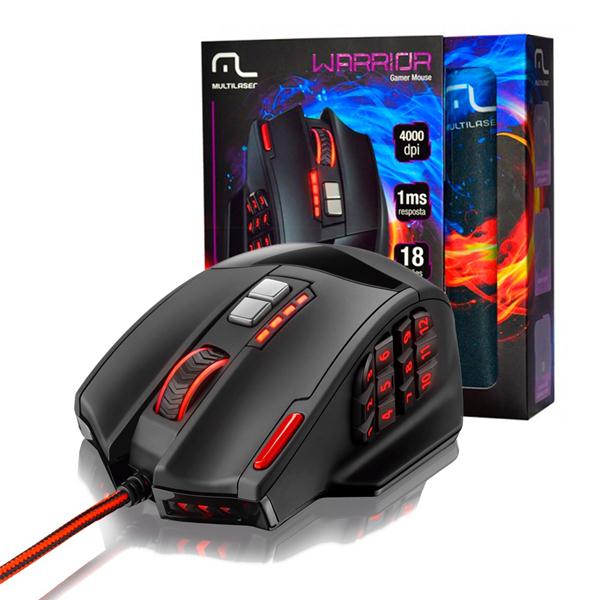 MULTILASER
WARRIOR
Gamer Mouse
4000
dpi
1ms
resposta
18
ULTILASER
1
2
3
4
5
6
7
8
9
10
11
12